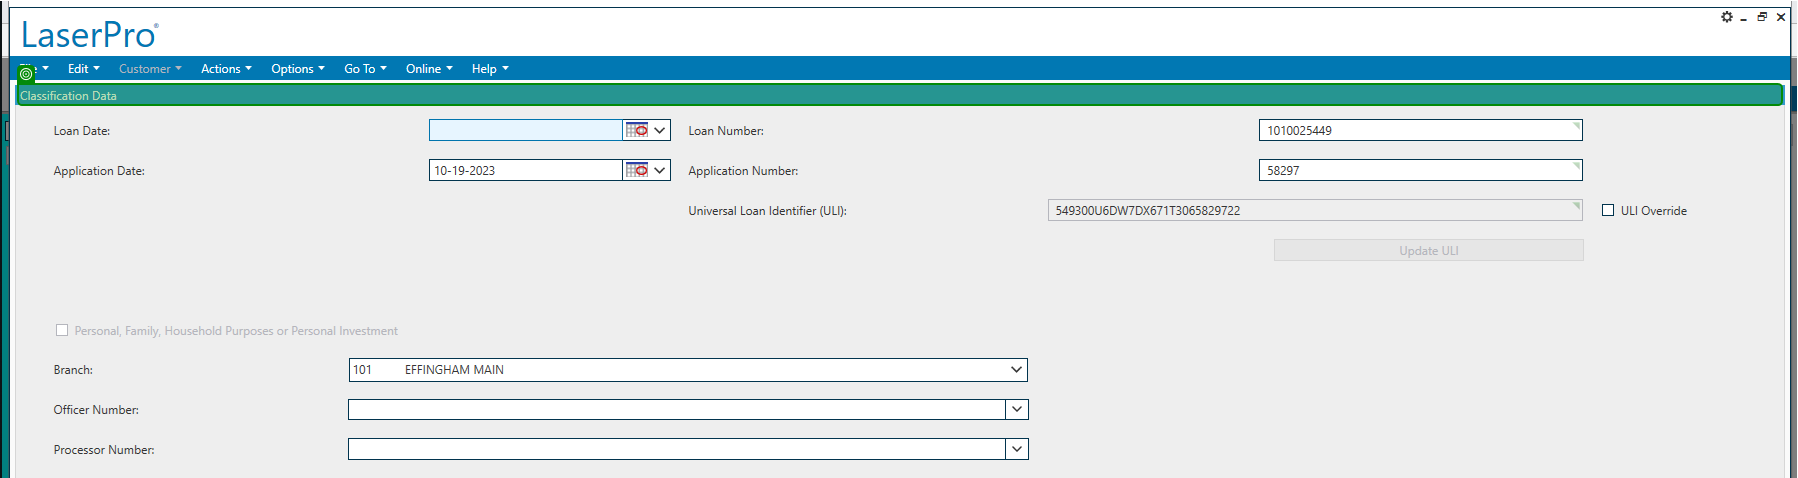 LaserPro®
Edit Customer Actions Options Go To Online Help
Classification Data
Loan Date: Loan Number: 1010025449
Application Date: 10-19-2023 Application Number: 58297
Universal Loan Identifier (ULI): 549300U6DW7DX671T3065829722 ULI Override
Update ULI
Personal, Family, Household Purposes or Personal Investment
Branch: 101 EFFINGHAM MAIN
Officer Number:
Processor Number: